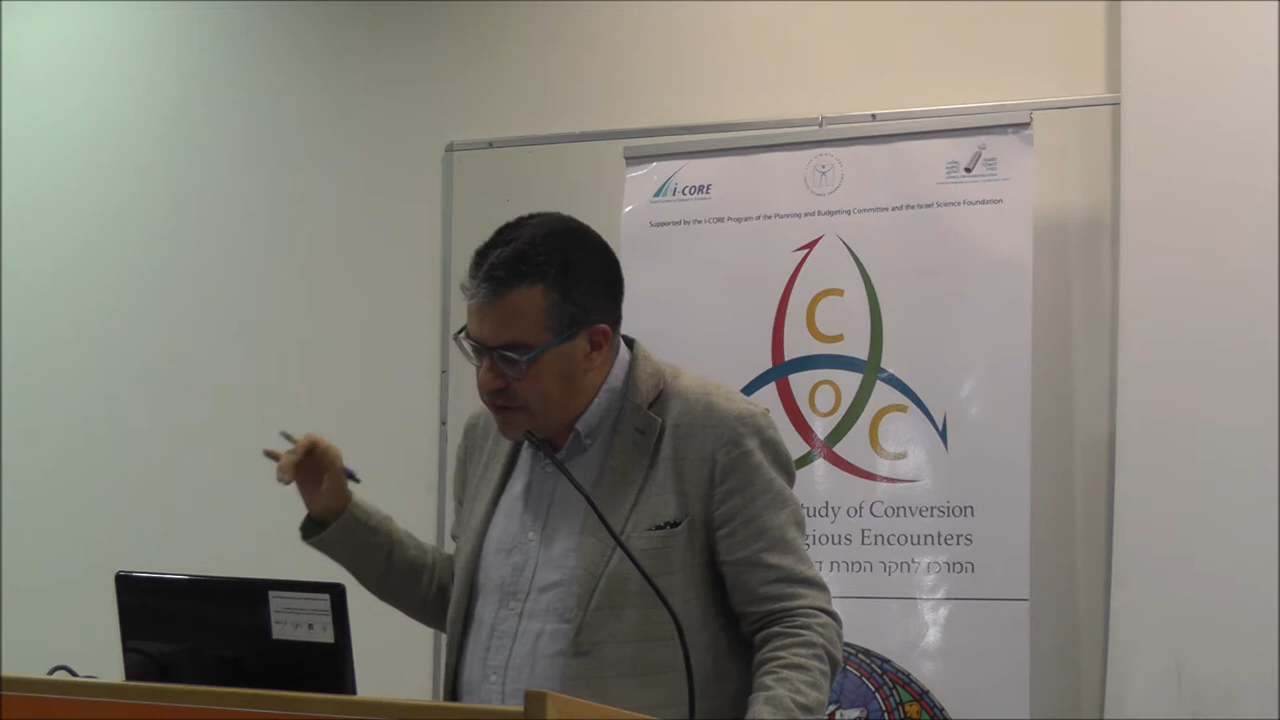 i-CORE
Supported by the I-CORE Program of the Planning and Budgeting Committee and the Israel Science Foundation
C
O
C
tudy of Conversion
gious Encounters
המרכז לחקר המרת ד